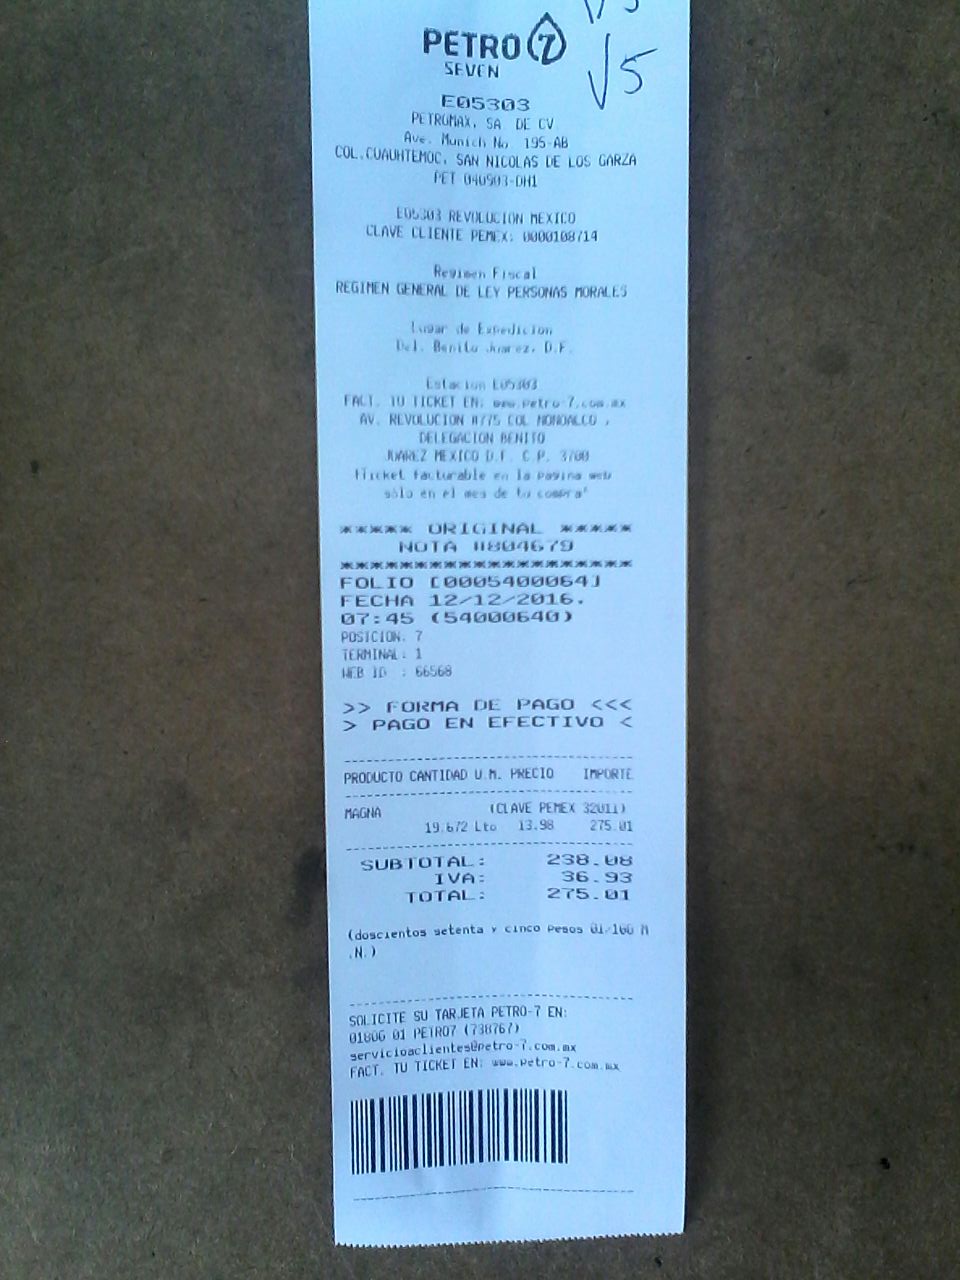 PETRO 7
SEVEN
V5
E05303
PETROMAX, SA DE CV
Ave. Munich No. 195-AB
COL.CUAUHTEMOC, SAN NICOLAS DE LOS GARZA
PET 040903-DH1
E05303 REVOLUCION MEXICO
CLAVE CLIENTE PEMEX: 0000108714
Regimen Fiscal
REGIMEN GENERAL DE LEY PERSONAS MORALES
Lugar de Expedicion
Del. Benito Juarez, D.F.
Estacion E05303
FACT. TU TICKET EN: www.petro-7.com.mx
AV. REVOLUCION #775 COL NONOALCO ,
DELEGACION BENITO
JUAREZ MEXICO D.F. C.P. 3700
Ticket facturable en la pagina web
sólo en el mes de tu compra
***** ORIGINAL *****
NOTA #804679
********************
FOLIO [0005400064]
FECHA 12/12/2016.
07:45 (54000640)
POSICION: 7
TERMINAL: 1
WEB ID : 66568
>> FORMA DE PAGO <<<
> PAGO EN EFECTIVO <
PRODUCTO CANTIDAD U.M. PRECIO IMPORTE
MAGNA (CLAVE PEMEX 32011)
19.672 Lto 13.98 275.01
SUBTOTAL: 238.08
IVA: 36.93
TOTAL: 275.01
(doscientos setenta y cinco pesos 01/100 M
.N.)
SOLICITE SU TARJETA PETRO-7 EN:
01800 01 PETRO7 (738767)
servicioaclientes@petro-7.com.mx
FACT. TU TICKET EN: www.petro-7.com.mx